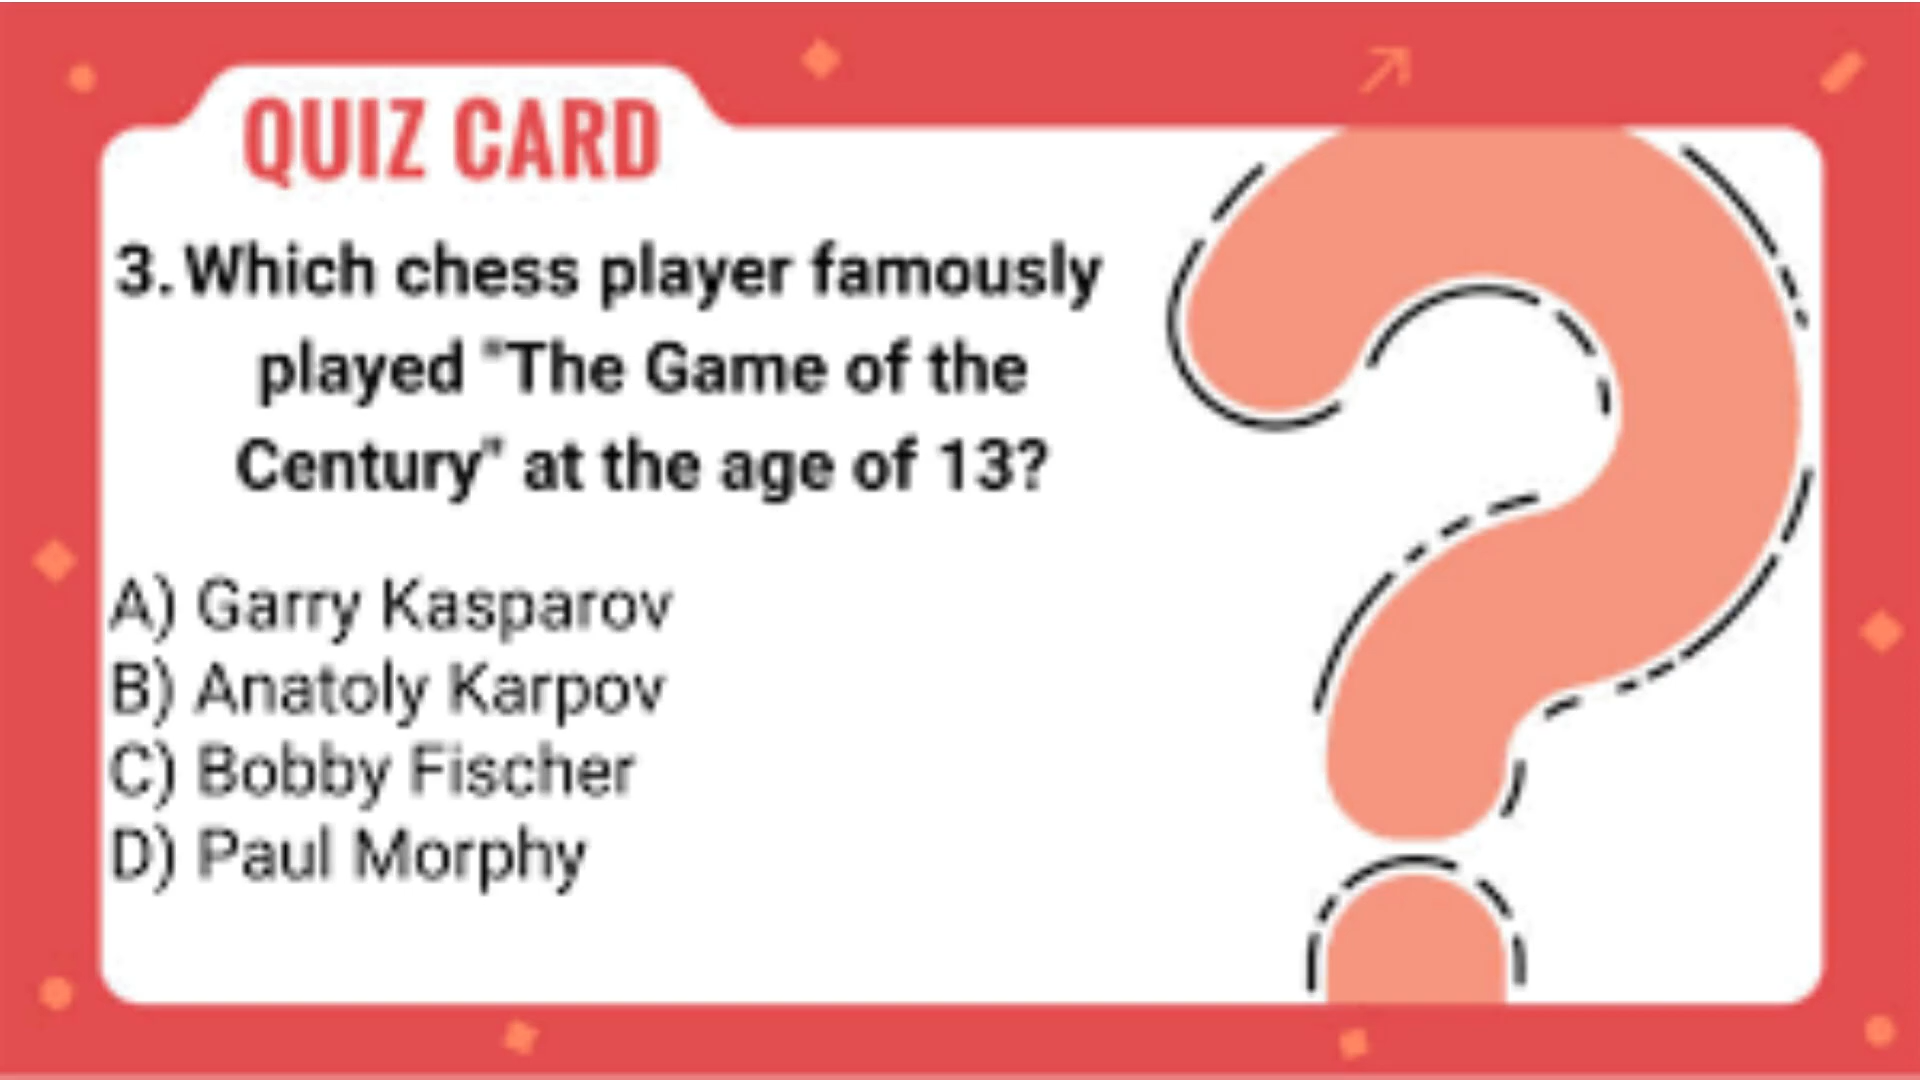 QUIZ CARD
3. Which chess player famously
played "The Game of the
Century" at the age of 13?
A) Garry Kasparov
B) Anatoly Karpov
C) Bobby Fischer
D) Paul Morphy